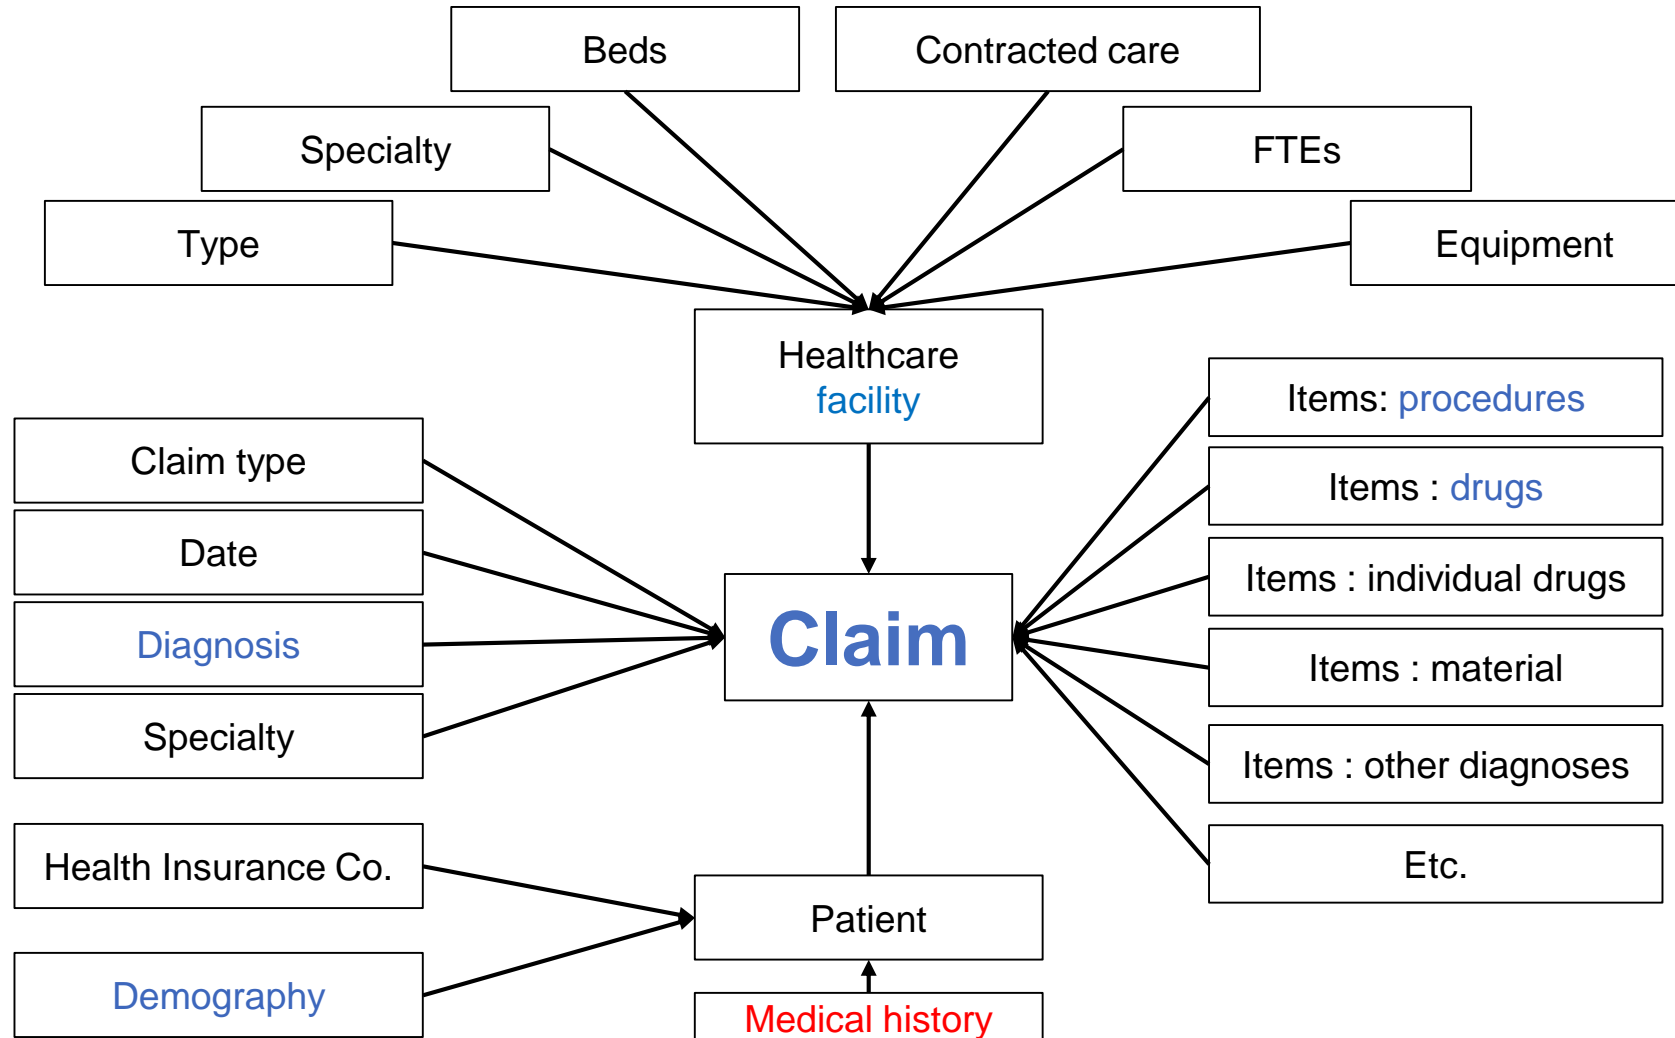 Beds
Contracted care
Specialty
FTEs
Type
Equipment
Healthcare
facility
Items: procedures
Claim type
Items : drugs
Date
Items : individual drugs
Diagnosis
Claim
Items : material
Specialty
Items : other diagnoses
Health Insurance Co.
Etc.
Patient
Demography
Medical history